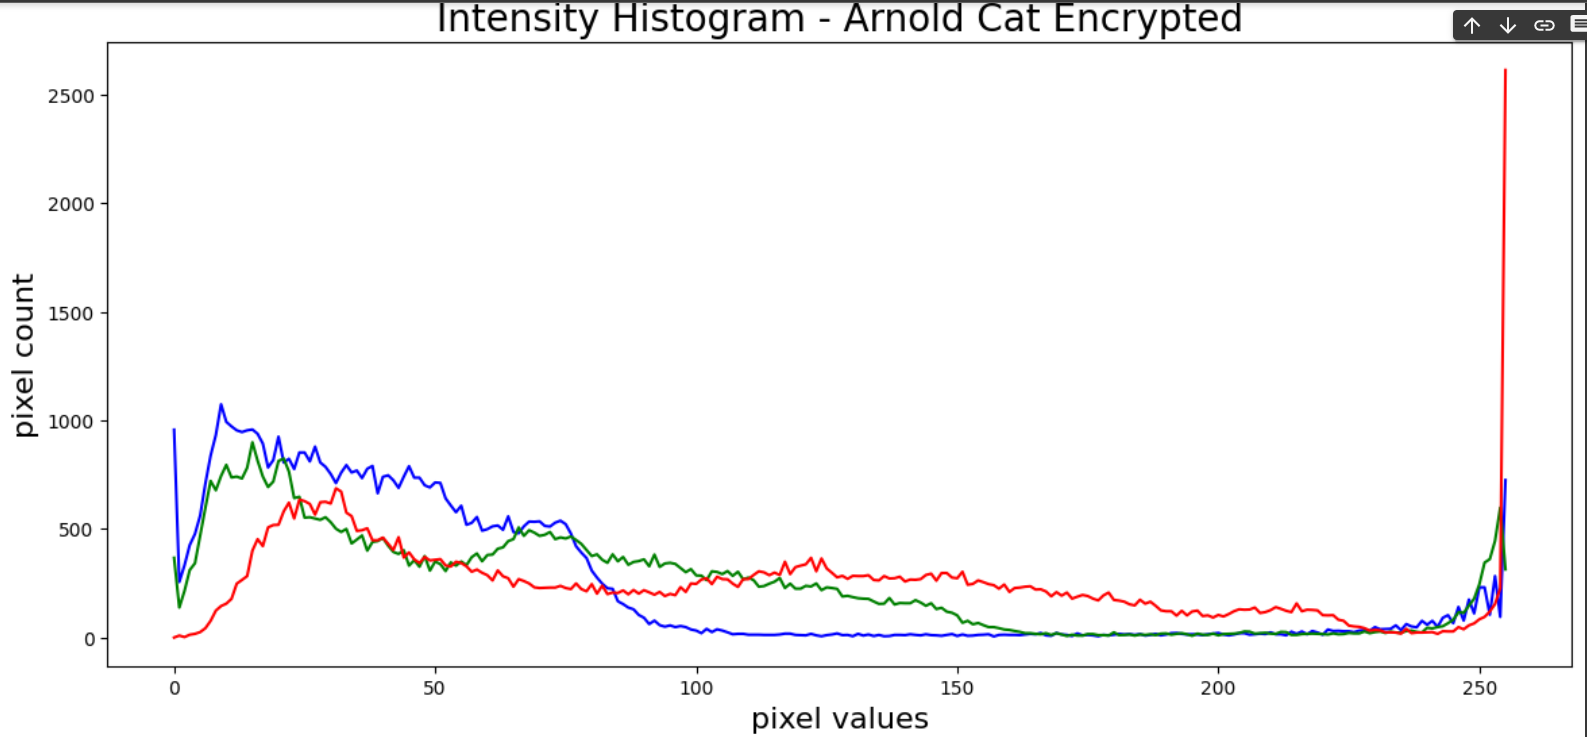 Intensity Histogram - Arnold Cat Encrypted
2500
2000
1500
1000
500
0
pixel count
0 50 100 150 200 250
pixel values